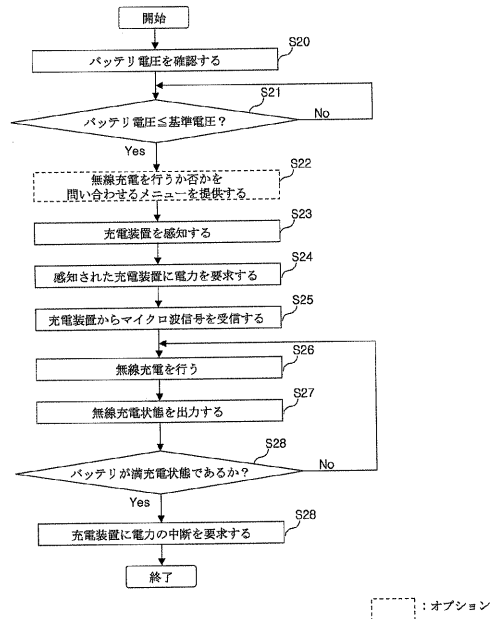 開始
S20
バッテリ電圧を確認する
S21
バッテリ電圧≦基準電圧?
No
Yes
S22
無線充電を行うか否かを
問い合わせるメニューを提供する
S23
充電装置を感知する
S24
感知された充電装置に電力を要求する
S25
充電装置からマイクロ波信号を受信する
S26
無線充電を行う
S27
無線充電状態を出力する
S28
バッテリが満充電状態であるか?
No
Yes
S28
充電装置に電力の中断を要求する
終了
:オプション